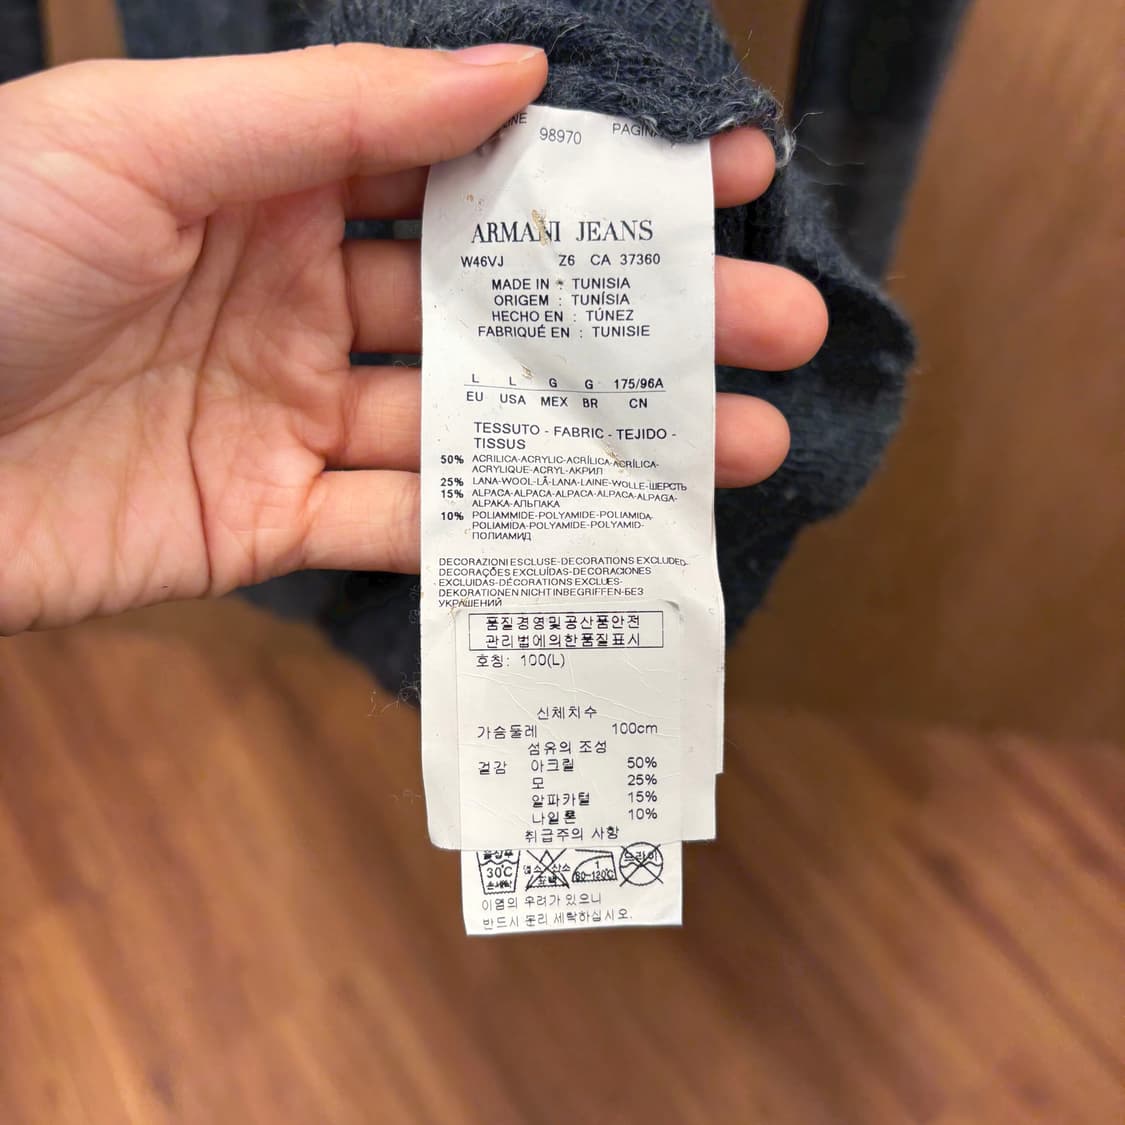 98970
ARMANI JEANS
W46VJ Z6 CA 37360
MADE IN : TUNISIA
ORIGEM : TUNÍSIA
HECHO EN : TÚNEZ
FABRIQUÉ EN : TUNISIE
L L G G 175/96A
EU USA MEX BR CN
TESSUTO - FABRIC - TEJIDO -
TISSUS
50% ACRILICA-ACRYLIC-ACRÍLICA-ACRÍLICA-
ACRYLIQUE-ACRYL-АКРИЛ
25% LANA-WOOL-LÃ-LANA-LAINE-WOLLE-ШЕРСТЬ
15% ALPACA-ALPACA-ALPACA-ALPACA-ALPAGA-
ALPAKA-АЛЬПАКА
10% POLIAMMIDE-POLYAMIDE-POLIAMIDA-
POLIAMIDA-POLYAMIDE-POLYAMID-
ПОЛИАМИД
DECORAZIONI ESCLUSE-DECORATIONS EXCLUDED-
DECORAÇÕES EXCLUÍDAS-DECORACIONES
EXCLUIDAS-DÉCORATIONS EXCLUES-
DEKORATIONEN NICHT INBEGRIFFEN-БЕЗ
УКРАШЕНИЙ
품질경영및공산품안전
관리법에의한품질표시
호칭: 100(L)
신체치수
가슴둘레 100cm
섬유의 조성
겉감 아크릴 50%
모 25%
알파카털 15%
나일론 10%
취급주의 사항
30℃ 1 80~120℃ 드라이
이염의 우려가 있으니
반드시 분리 세탁하십시오.